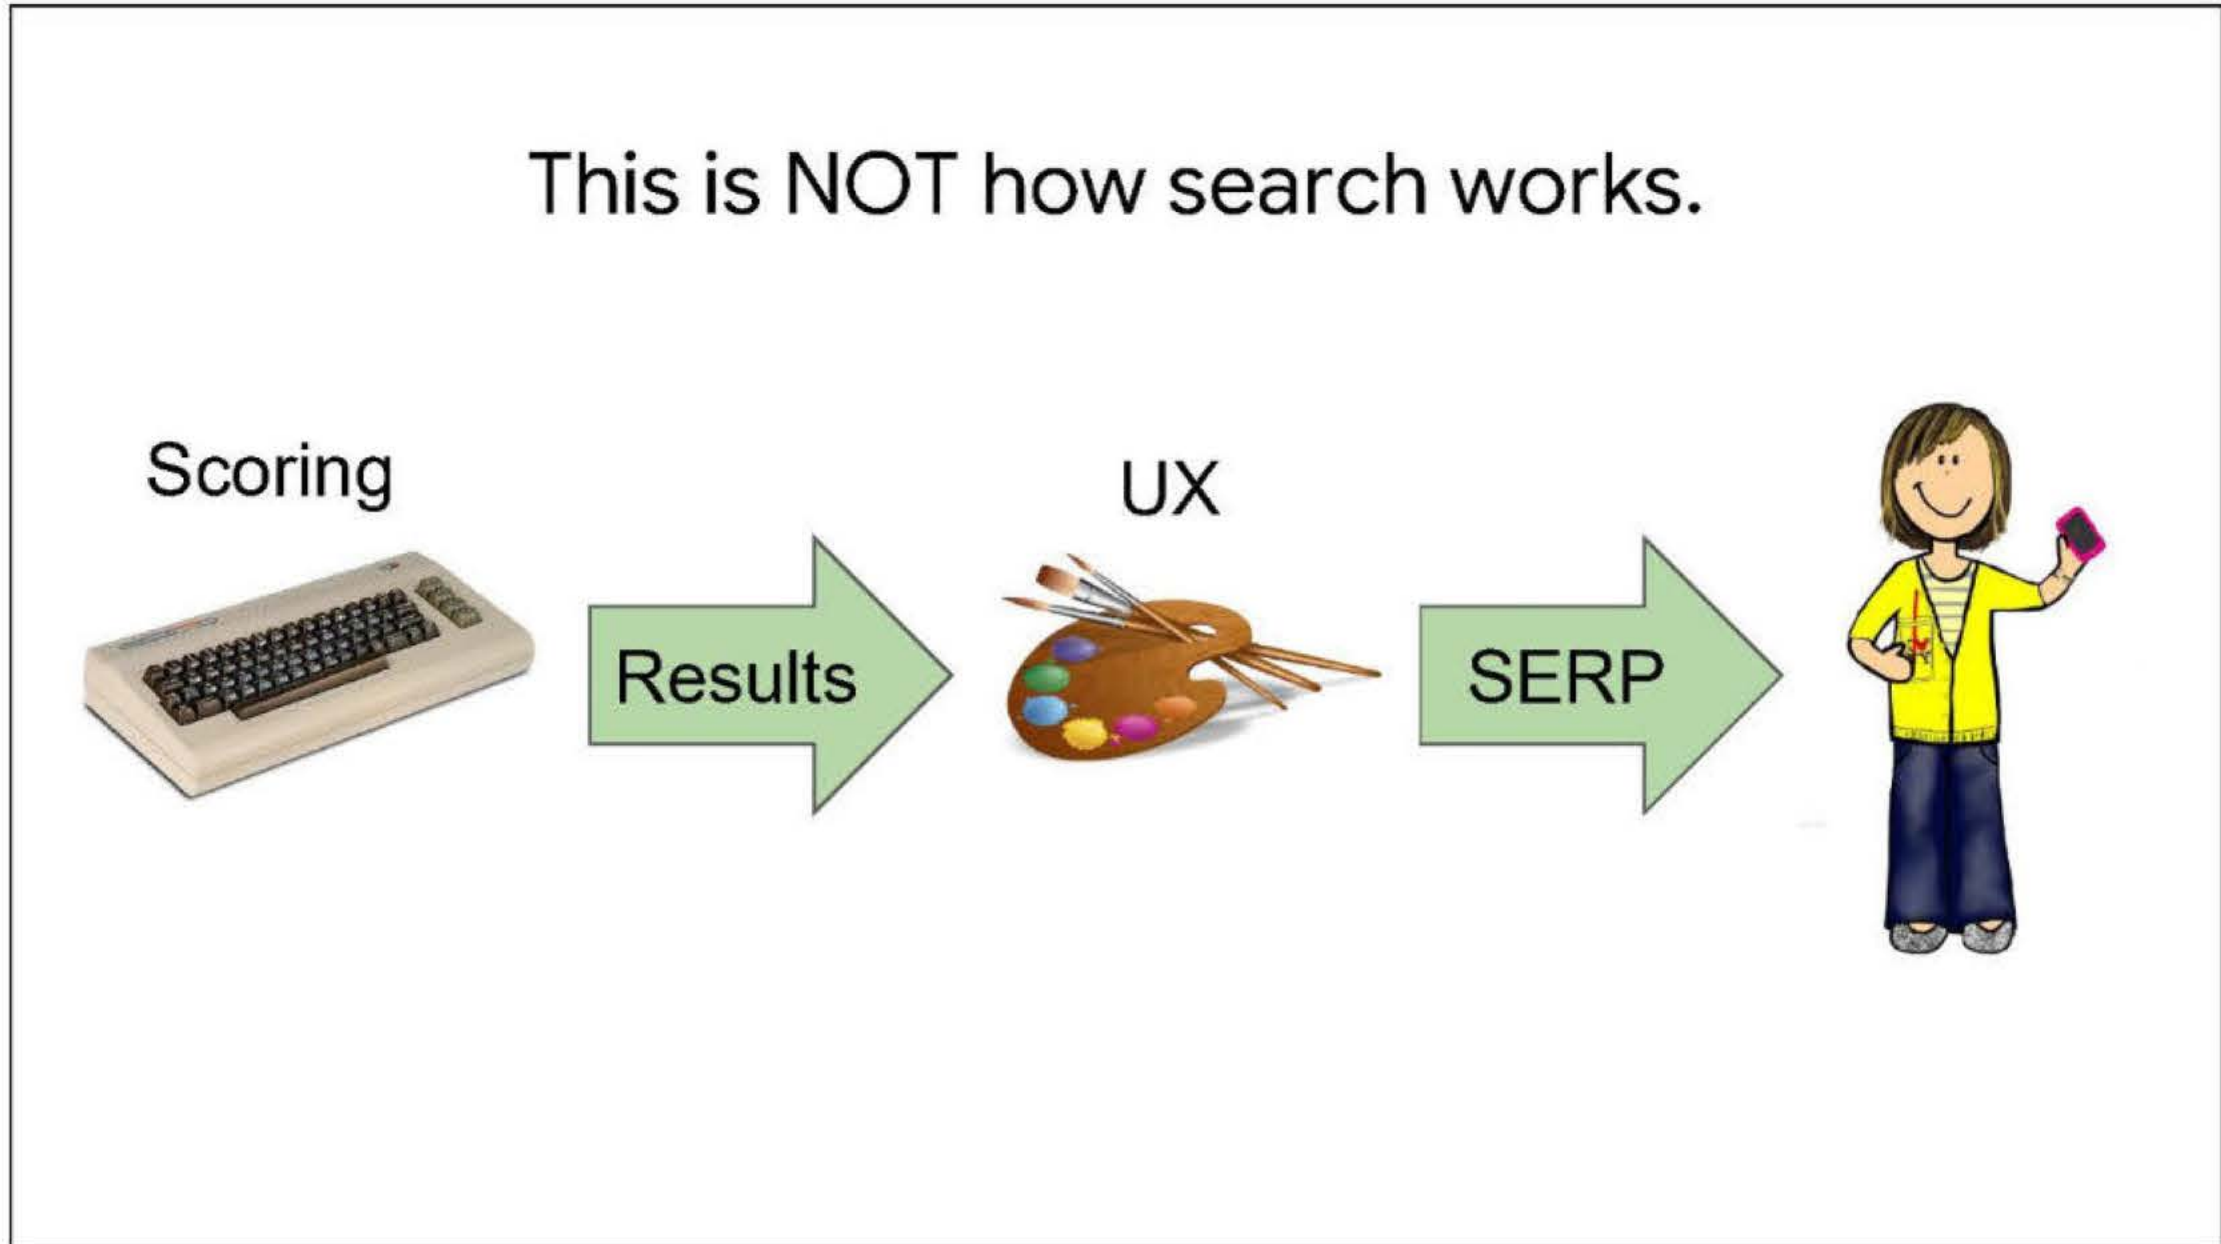 This is NOT how search works.
Scoring
UX
Results
SERP